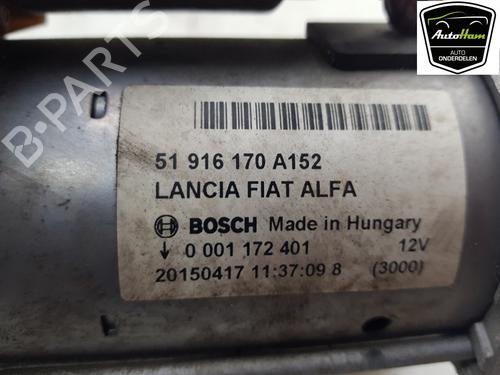 AutoHam
AUTO
ONDERDELEN
B-PARTS
51 916 170 A152
LANCIA FIAT ALFA
BOSCH Made in Hungary
↓ 0 001 172 401 12V
20150417 11:37:09 8 (3000)